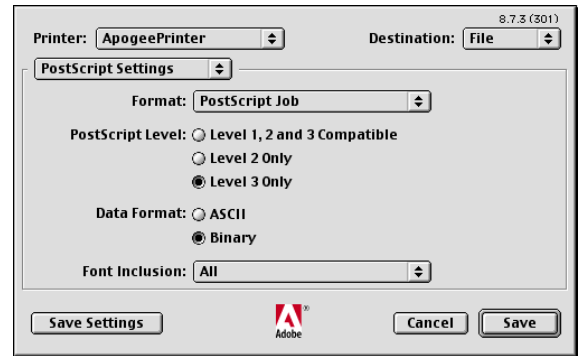 8.7.3 (301)
Printer: ApogeePrinter Destination: File
PostScript Settings
Format: PostScript Job
PostScript Level: Level 1, 2 and 3 Compatible
Level 2 Only
Level 3 Only
Data Format: ASCII
Binary
Font Inclusion: All
Save Settings Adobe® Cancel Save